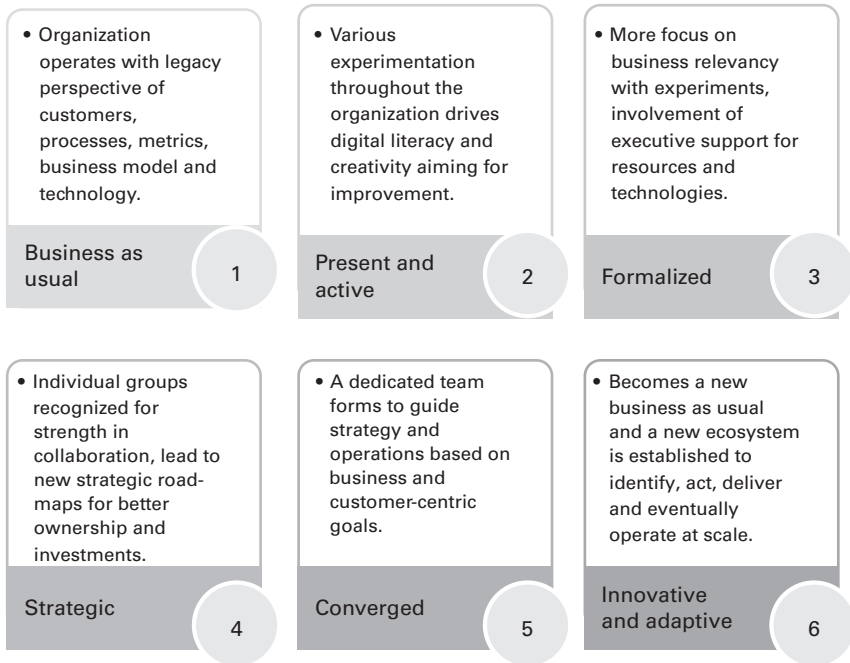 • Organization
operates with legacy
perspective of
customers,
processes, metrics,
business model and
technology.
Business as
usual
1
• Various
experimentation
throughout the
organization drives
digital literacy and
creativity aiming for
improvement.
Present and
active
2
• More focus on
business relevancy
with experiments,
involvement of
executive support for
resources and
technologies.
Formalized
3
• Individual groups
recognized for
strength in
collaboration, lead to
new strategic road-
maps for better
ownership and
investments.
Strategic
4
• A dedicated team
forms to guide
strategy and
operations based on
business and
customer-centric
goals.
Converged
5
• Becomes a new
business as usual
and a new ecosystem
is established to
identify, act, deliver
and eventually
operate at scale.
Innovative
and adaptive
6